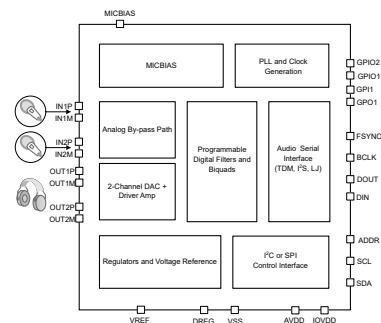 MICBIAS
MICBIAS
PLL and Clock
Generation
GPIO2
GPIO1
GPI1
GPO1
IN1P
IN1M
IN2P
IN2M
OUT1P
OUT1M
OUT2P
OUT2M
Analog By-pass Path
2-Channel DAC +
Driver Amp
Programmable
Digital Filters and
Biquads
Audio Serial
Interface
(TDM, I²S, LJ)
FSYNC
BCLK
DOUT
DIN
Regulators and Voltage Reference
I²C or SPI
Control Interface
ADDR
SCL
SDA
VREF
DREG
VSS
AVDD
IOVDD